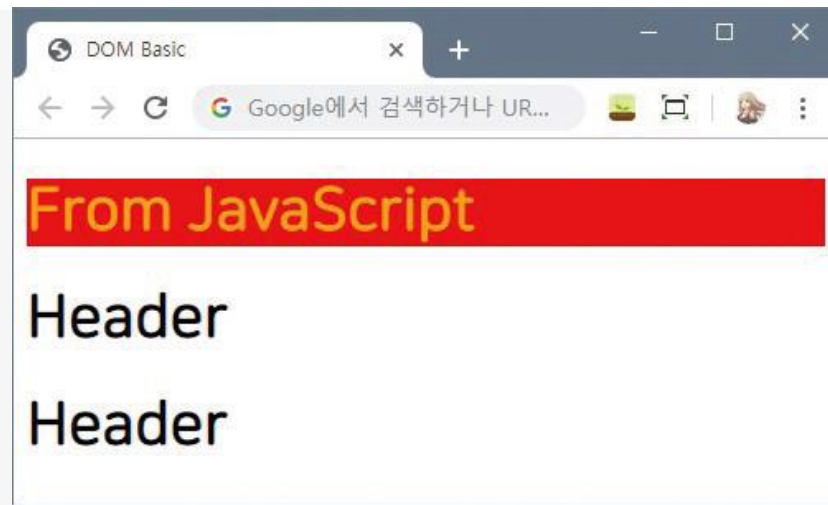 DOM Basic
Google에서 검색하거나 UR...
From JavaScript
Header
Header